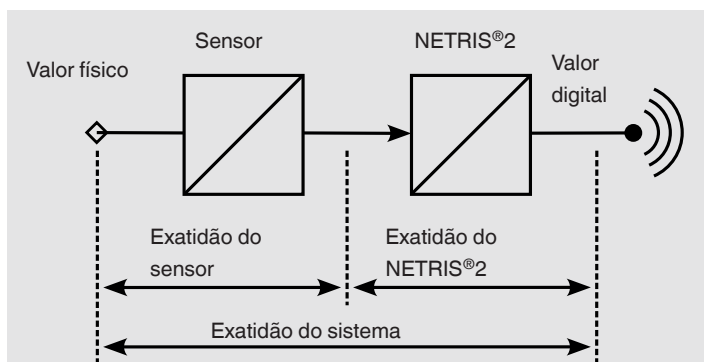 Sensor
NETRIS®2
Valor físico
Valor
digital
Exatidão do
sensor
Exatidão do
NETRIS®2
Exatidão do sistema